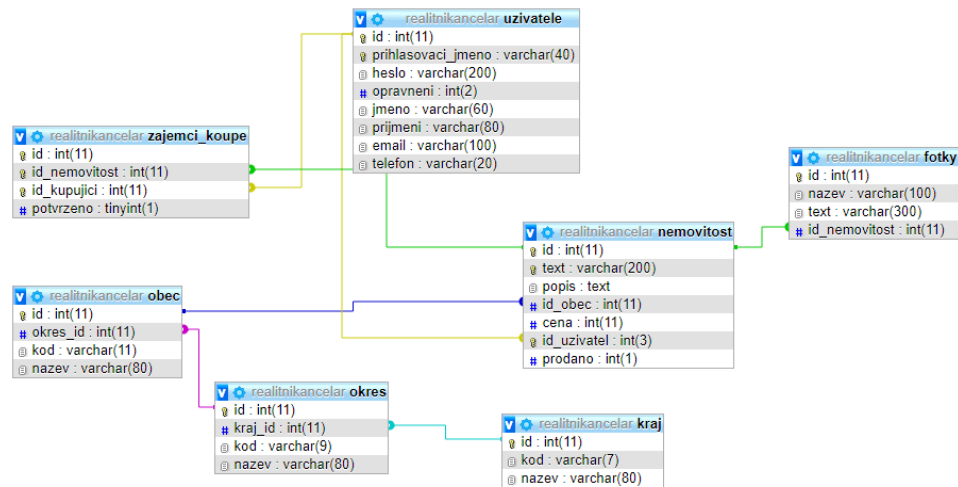 realitnikancelar uzivatele
id : int(11)
prihlasovaci_jmeno : varchar(40)
heslo : varchar(200)
# opravneni : int(2)
jmeno : varchar(60)
prijmeni : varchar(80)
email : varchar(100)
telefon : varchar(20)
realitnikancelar zajemci_koupe
id : int(11)
id_nemovitost : int(11)
id_kupujici : int(11)
# potvrzeno : tinyint(1)
realitnikancelar fotky
id : int(11)
nazev : varchar(100)
text : varchar(300)
# id_nemovitost : int(11)
realitnikancelar nemovitost
id : int(11)
text : varchar(200)
popis : text
# id_obec : int(11)
# cena : int(11)
id_uzivatel : int(3)
# prodano : int(1)
realitnikancelar obec
id : int(11)
# okres_id : int(11)
kod : varchar(11)
nazev : varchar(80)
realitnikancelar okres
id : int(11)
# kraj_id : int(11)
kod : varchar(9)
nazev : varchar(80)
realitnikancelar kraj
id : int(11)
kod : varchar(7)
nazev : varchar(80)